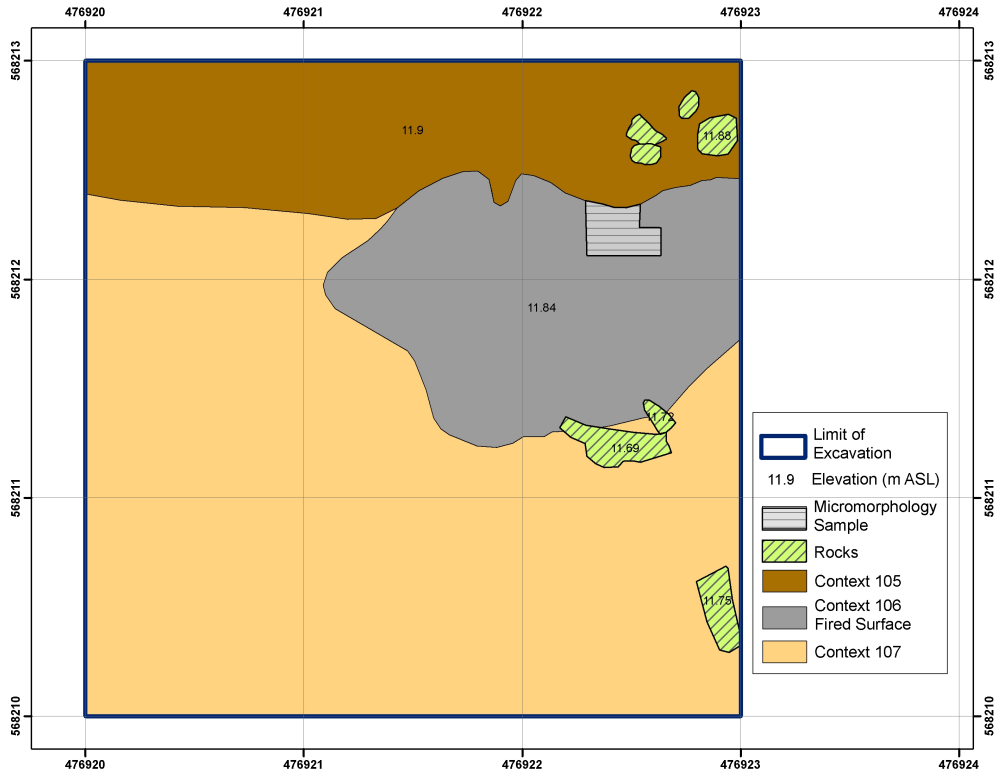 476920 476921 476922 476923 476924
568213 568213
11.9
11.88
568212 568212
11.84
11.72
11.69
Limit of
Excavation
11.9 Elevation (m ASL)
Micromorphology
Sample
568211 568211
Rocks
Context 105
11.75
Context 106
Fired Surface
Context 107
568210 568210
476920 476921 476922 476923 476924